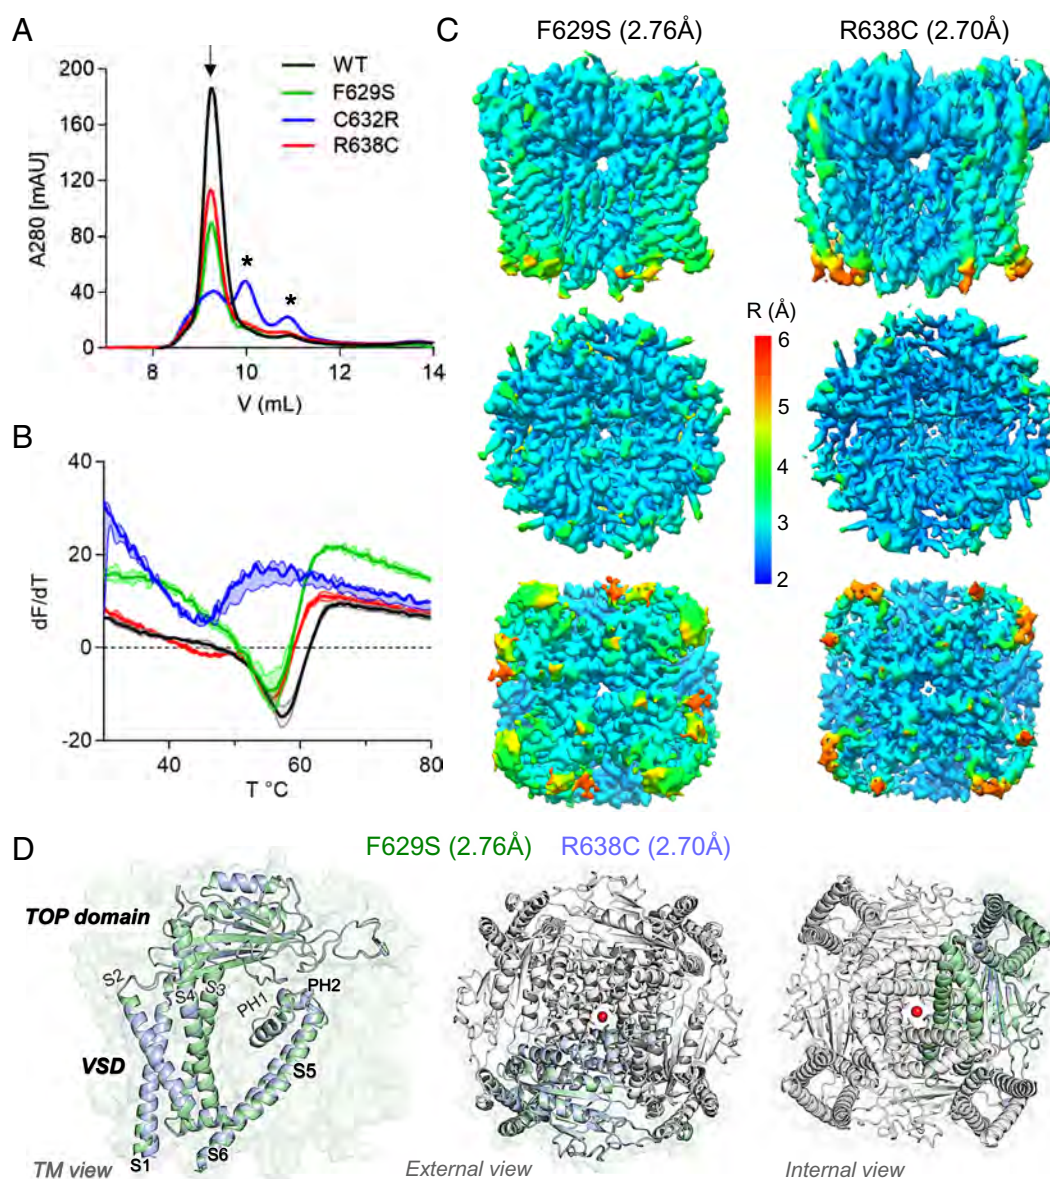 A
A280 [mAU]
200
160
120
80
40
0
8
10
12
14
V (mL)
WT
F629S
C632R
R638C
*
*
B
dF/dT
40
20
0
-20
40
60
80
T °C
C
F629S (2.76Å)
R638C (2.70Å)
R (Å)
6
5
4
3
2
D
F629S (2.76Å)
R638C (2.70Å)
TOP domain
S2
S4
S3
PH1
PH2
VSD
S5
S1
S6
TM view
External view
Internal view